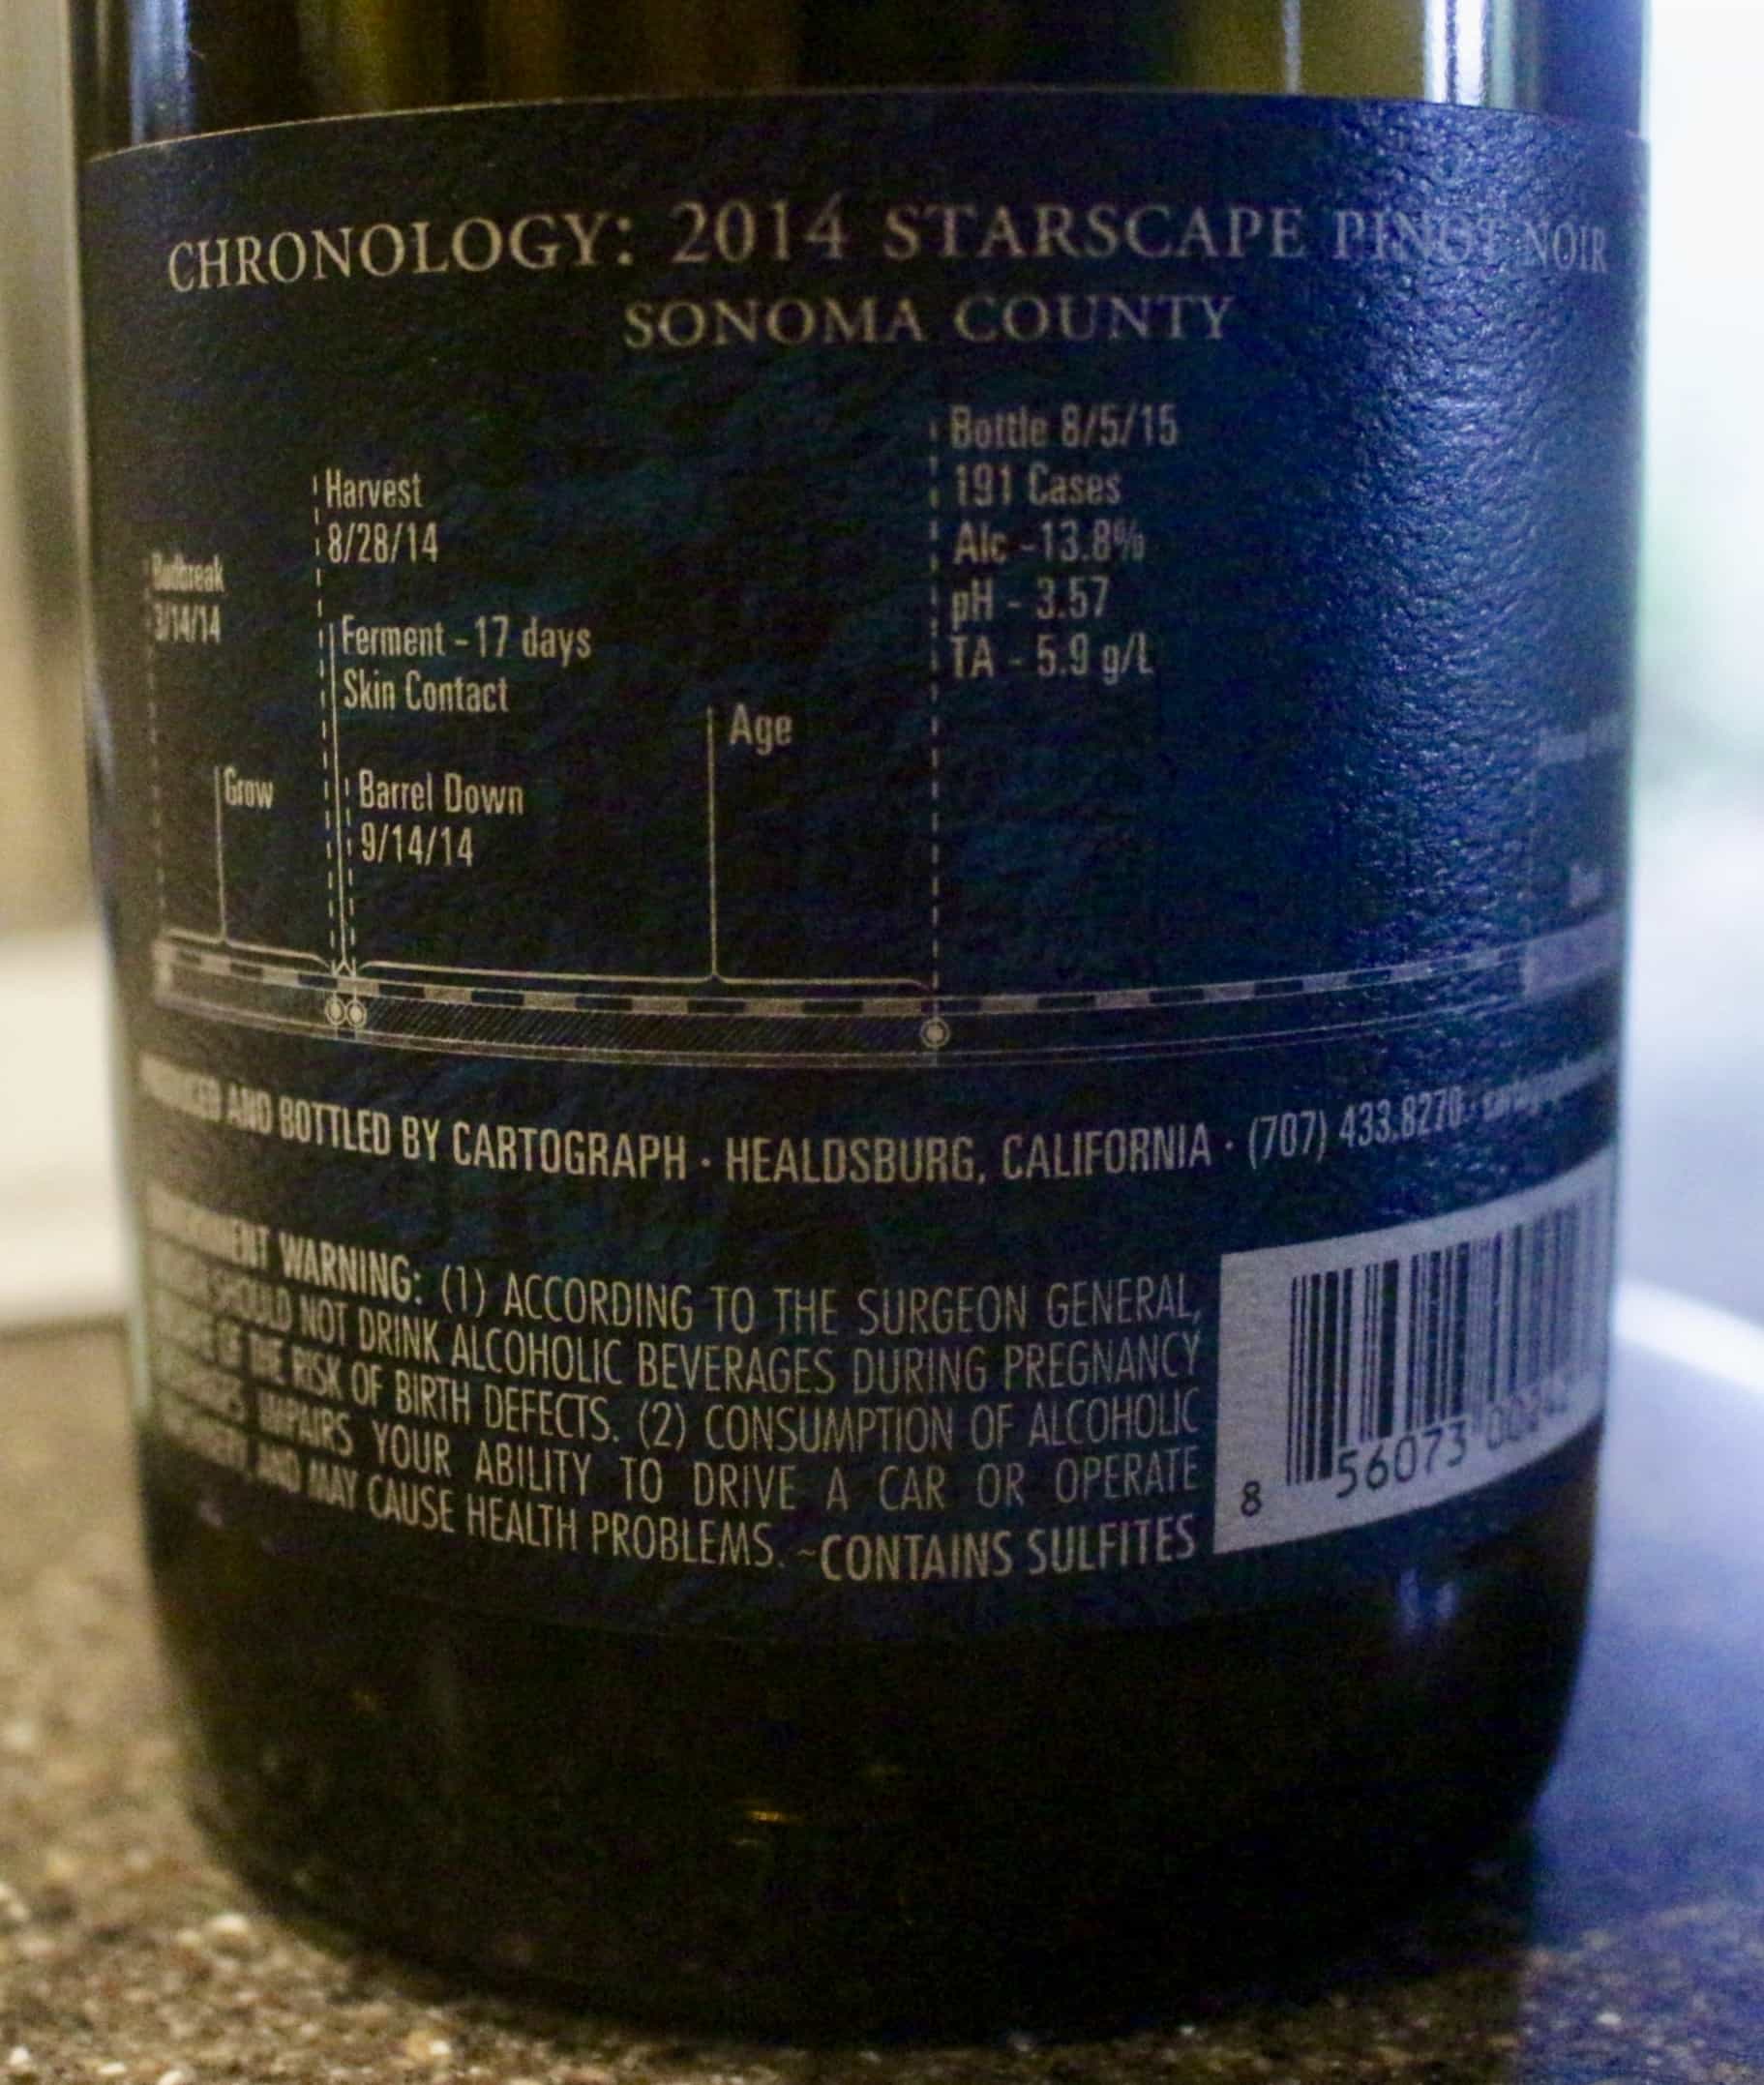 CHRONOLOGY: 2014 STARSCAPE PINOT NOIR
SONOMA COUNTY
Budbreak
3/14/14
Grow
Harvest
8/28/14
Ferment - 17 days
Skin Contact
Barrel Down
9/14/14
Age
Bottle 8/5/15
191 Cases
Alc - 13.8%
pH - 3.57
TA - 5.9 g/L
AND BOTTLED BY CARTOGRAPH · HEALDSBURG, CALIFORNIA · (707) 433.8270 ·
WARNING: (1) ACCORDING TO THE SURGEON GENERAL,
SHOULD NOT DRINK ALCOHOLIC BEVERAGES DURING PREGNANCY
OF THE RISK OF BIRTH DEFECTS. (2) CONSUMPTION OF ALCOHOLIC
IMPAIRS YOUR ABILITY TO DRIVE A CAR OR OPERATE
AND MAY CAUSE HEALTH PROBLEMS. ~CONTAINS SULFITES
8 56073